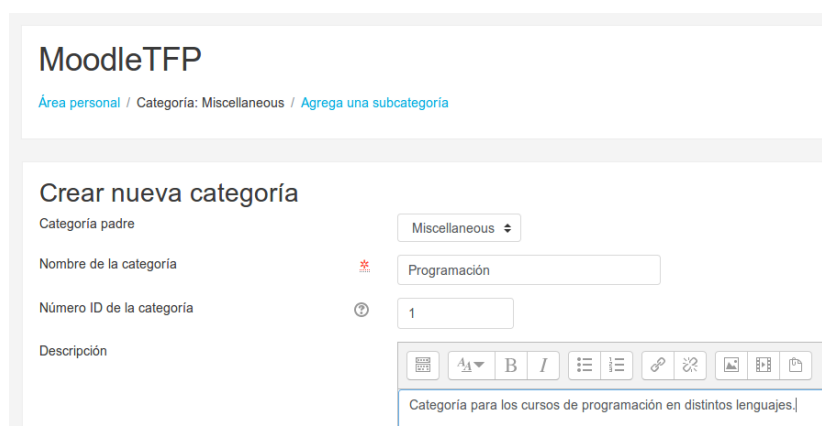 MoodleTFP
Área personal / Categoría: Miscellaneous / Agrega una subcategoría
Crear nueva categoría
Categoría padre
Miscellaneous
Nombre de la categoría
Programación
Número ID de la categoría
1
Descripción
B I
Categoría para los cursos de programación en distintos lenguajes.